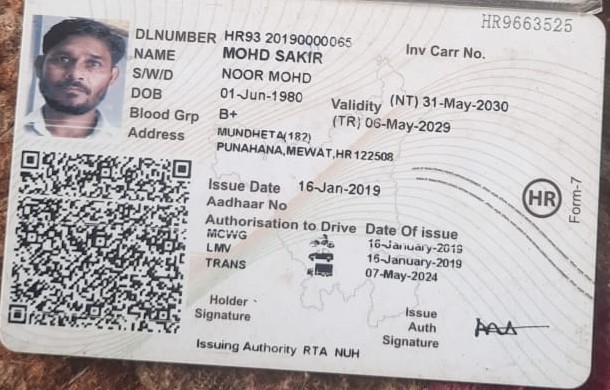 HR9663525
DLNUMBER HR93 20190000065
Inv Carr No.
NAME MOHD SAKIR
S/W/D NOOR MOHD
DOB 01-Jun-1980
Validity (NT) 31-May-2030
Blood Grp B+
(TR) 06-May-2029
Address MUNDHETA(182)
PUNAHANA,MEWAT,HR122508
Issue Date 16-Jan-2019
Aadhaar No
HR
Form-7
Authorisation to Drive Date Of issue
MCWG 16-January-2019
LMV 16-January-2019
TRANS 07-May-2024
Holder Signature
Issue Auth Signature
Issuing Authority RTA NUH